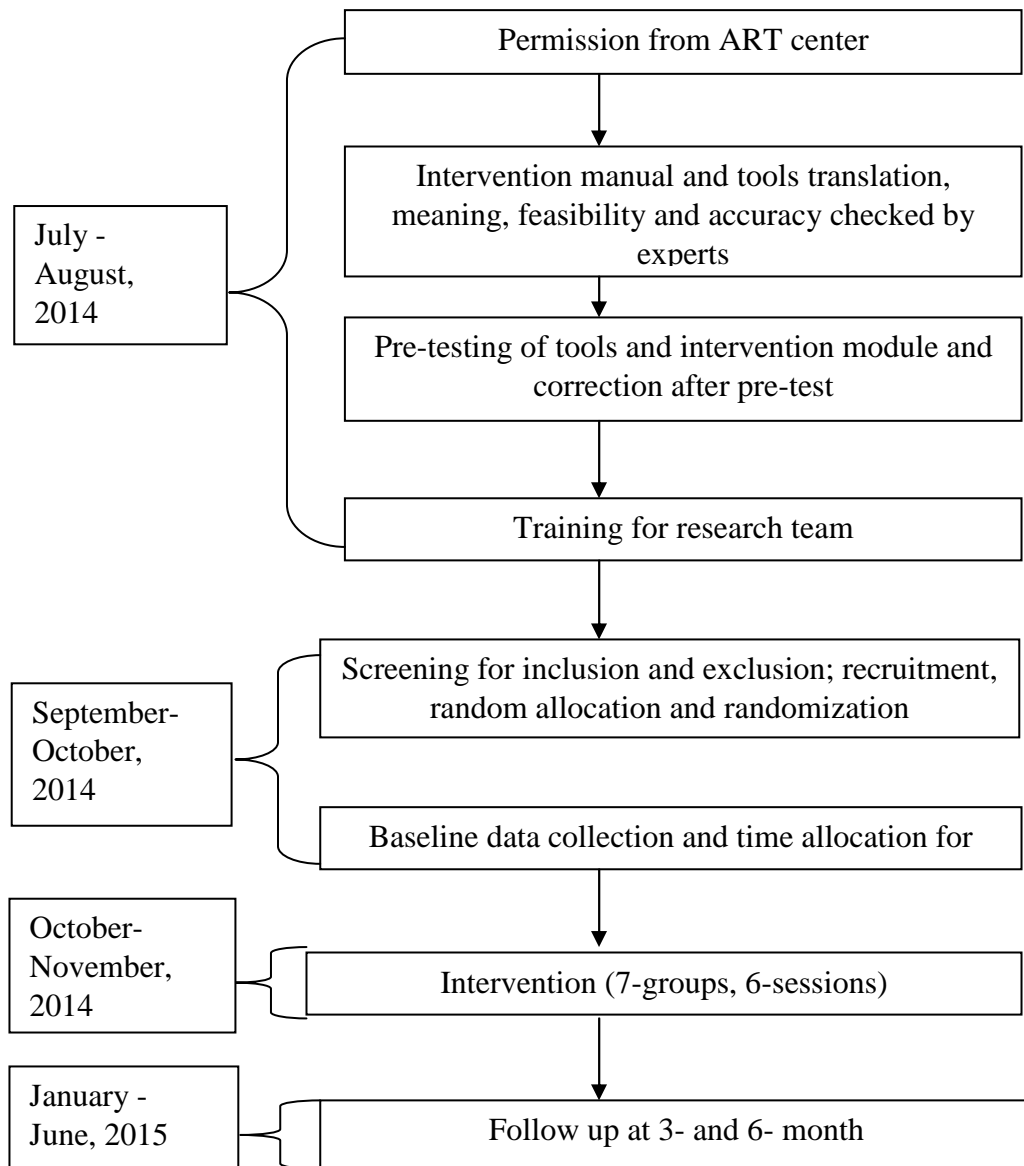 Permission from ART center
Intervention manual and tools translation,
meaning, feasibility and accuracy checked by
experts
July -
August,
2014
Pre-testing of tools and intervention module and
correction after pre-test
Training for research team
Screening for inclusion and exclusion; recruitment,
random allocation and randomization
September-
October,
2014
Baseline data collection and time allocation for
October-
November,
2014
Intervention (7-groups, 6-sessions)
January -
June, 2015
Follow up at 3- and 6- month